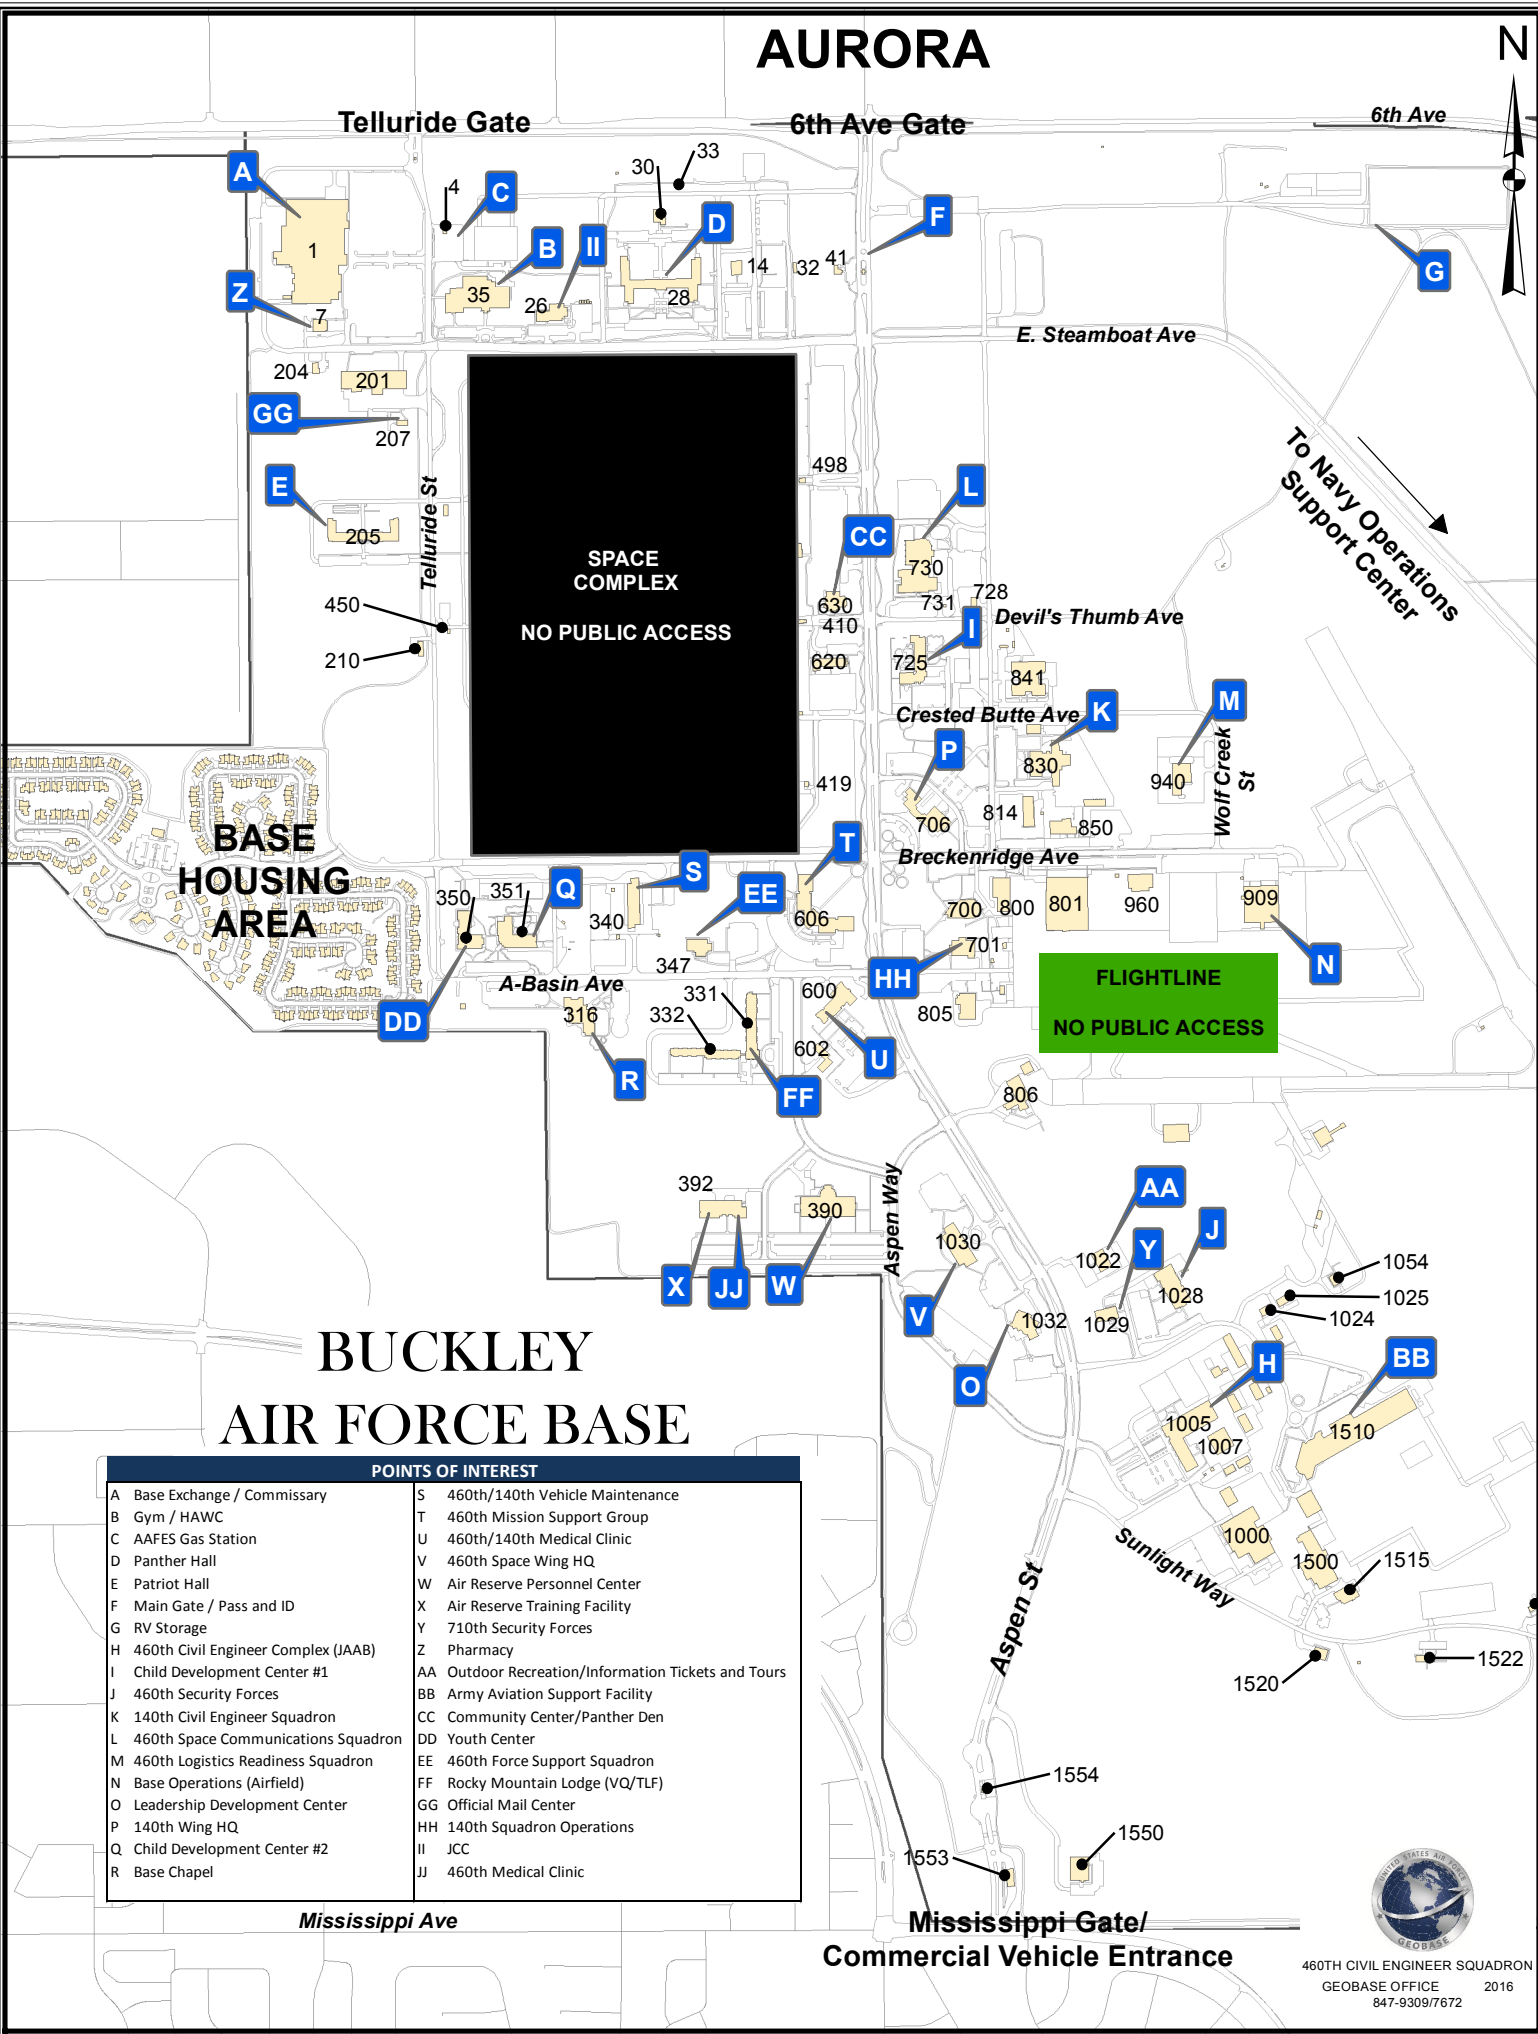 AURORA
N
Telluride Gate
6th Ave Gate
6th Ave
A
4
C
30
33
D
F
G
1
B
II
14
32
41
Z
7
35
26
28
E. Steamboat Ave
204
201
GG
207
To Navy Operations
Support Center
E
205
Telluride St
498
L
CC
SPACE
COMPLEX
NO PUBLIC ACCESS
730
630
731
728
410
Devil's Thumb Ave
I
450
210
620
725
841
Crested Butte Ave
K
M
P
830
940
Wolf Creek
St
419
814
706
850
T
Breckenridge Ave
BASE
HOUSING
AREA
350
351
Q
340
S
EE
606
700
800
801
960
909
347
701
HH
N
A-Basin Ave
DD
316
331
332
600
602
805
FLIGHTLINE
NO PUBLIC ACCESS
R
FF
U
806
392
390
Aspen Way
AA
1030
1022
Y
J
1028
1029
1054
1025
1024
X
JJ
W
V
1032
O
H
BB
1005
1007
1510
BUCKLEY
AIR FORCE BASE
1000
1500
1515
Sunlight Way
Aspen St
1520
1522
POINTS OF INTEREST
A Base Exchange / Commissary
B Gym / HAWC
C AAFES Gas Station
D Panther Hall
E Patriot Hall
F Main Gate / Pass and ID
G RV Storage
H 460th Civil Engineer Complex (JAAB)
I Child Development Center #1
J 460th Security Forces
K 140th Civil Engineer Squadron
L 460th Space Communications Squadron
M 460th Logistics Readiness Squadron
N Base Operations (Airfield)
O Leadership Development Center
P 140th Wing HQ
Q Child Development Center #2
R Base Chapel
S 460th/140th Vehicle Maintenance
T 460th Mission Support Group
U 460th/140th Medical Clinic
V 460th Space Wing HQ
W Air Reserve Personnel Center
X Air Reserve Training Facility
Y 710th Security Forces
Z Pharmacy
AA Outdoor Recreation/Information Tickets and Tours
BB Army Aviation Support Facility
CC Community Center/Panther Den
DD Youth Center
EE 460th Force Support Squadron
FF Rocky Mountain Lodge (VQ/TLF)
GG Official Mail Center
HH 140th Squadron Operations
II JCC
JJ 460th Medical Clinic
1554
1550
1553
Mississippi Ave
Mississippi Gate/
Commercial Vehicle Entrance
UNITED STATES AIR FORCE
GEOBASE
460TH CIVIL ENGINEER SQUADRON
GEOBASE OFFICE 2016
847-9309/7672